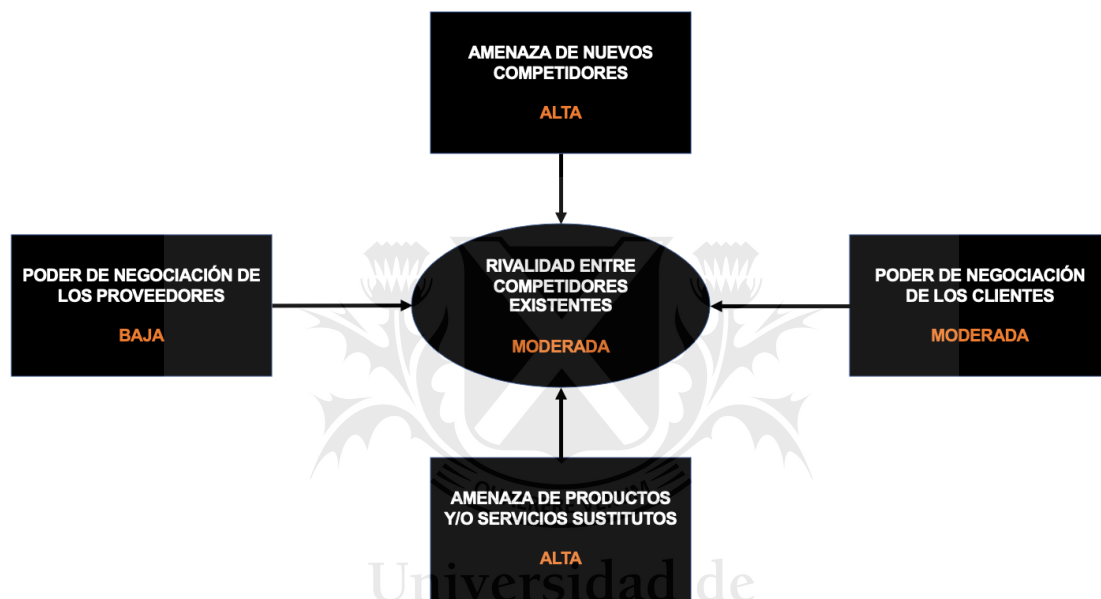 AMENAZA DE NUEVOS
COMPETIDORES
ALTA
PODER DE NEGOCIACIÓN DE
LOS PROVEEDORES
BAJA
RIVALIDAD ENTRE
COMPETIDORES
EXISTENTES
MODERADA
PODER DE NEGOCIACIÓN
DE LOS CLIENTES
MODERADA
AMENAZA DE PRODUCTOS
Y/O SERVICIOS SUSTITUTOS
ALTA
Universidad de